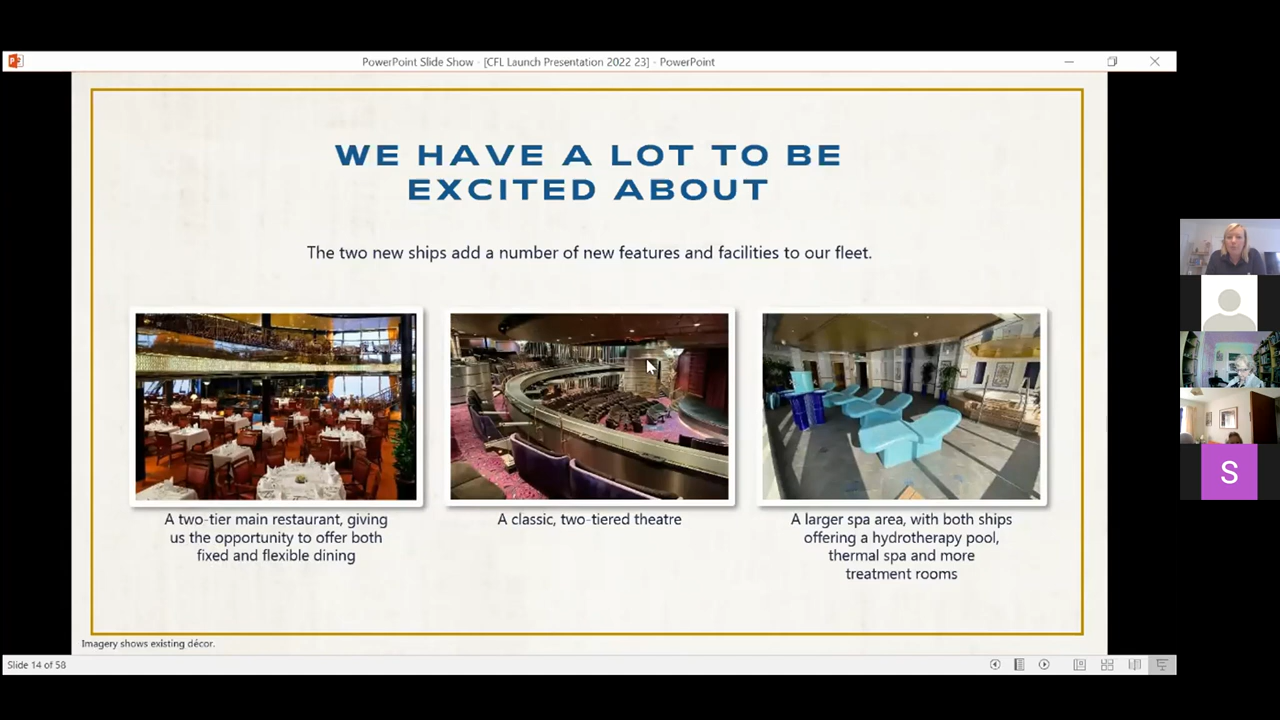 PowerPoint Slide Show - [CFL Launch Presentation 2022 23] - PowerPoint
WE HAVE A LOT TO BE
EXCITED ABOUT
The two new ships add a number of new features and facilities to our fleet.
A two-tier main restaurant, giving
us the opportunity to offer both
fixed and flexible dining
A classic, two-tiered theatre
A larger spa area, with both ships
offering a hydrotherapy pool,
thermal spa and more
treatment rooms
Imagery shows existing décor.
Slide 14 of 58
S